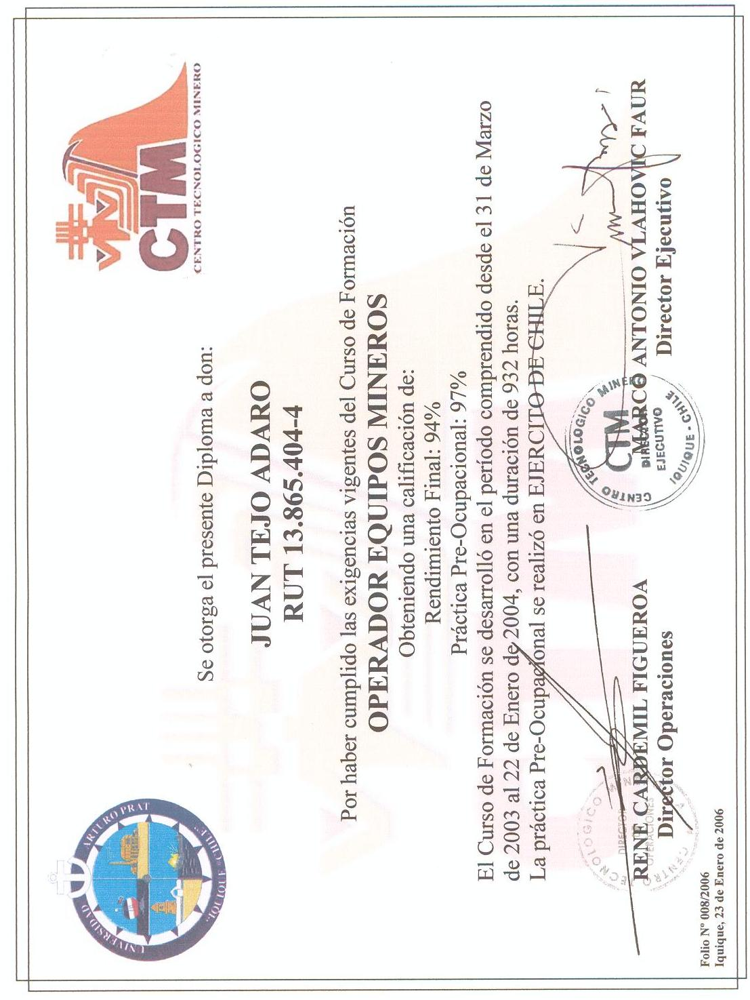 UNIVERSIDAD ARTURO PRAT
IQUIQUE - CHILE
CTM
CENTRO TECNOLOGICO MINERO
Se otorga el presente Diploma a don:
JUAN TEJO ADARO
RUT 13.865.404-4
Por haber cumplido las exigencias vigentes del Curso de Formación
OPERADOR EQUIPOS MINEROS
Obteniendo una calificación de:
Rendimiento Final: 94%
Práctica Pre-Ocupacional: 97%
El Curso de Formación se desarrolló en el período comprendido desde el 31 de Marzo
de 2003 al 22 de Enero de 2004, con una duración de 932 horas.
La práctica Pre-Ocupacional se realizó en EJERCITO DE CHILE.
TECNOLOGICO
DIRECTOR
OPERACIONES
CENTRO
RENE CARDEMIL FIGUEROA
Director Operaciones
CENTRO TECNOLOGICO MINERO
CTM
DIRECTOR
EJECUTIVO
IQUIQUE - CHILE
MARCO ANTONIO VLAHOVIC FAUR
Director Ejecutivo
Folio Nº 008/2006
Iquique, 23 de Enero de 2006